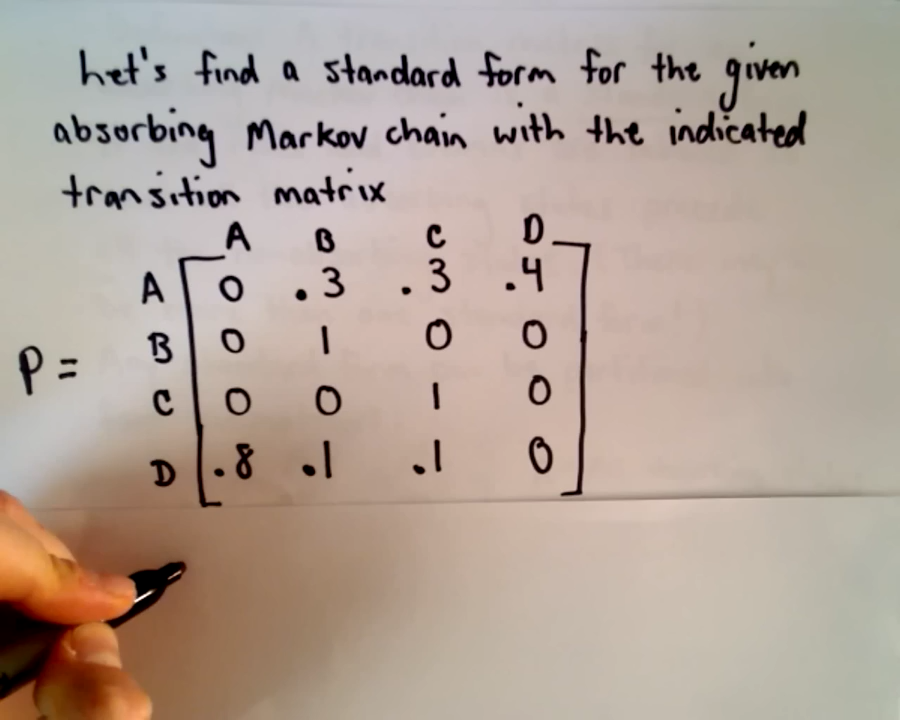 Let's find a standard form for the given
absorbing Markov chain with the indicated
transition matrix
A B C D
A 0 .3 .3 .4
P = B 0 1 0 0
C 0 0 1 0
D .8 .1 .1 0